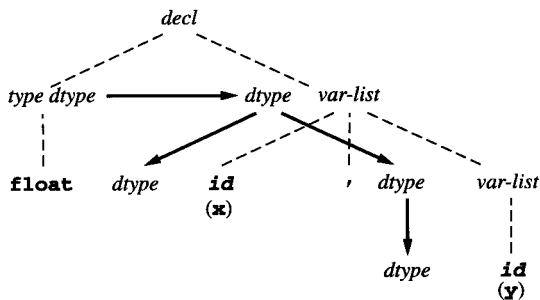 decl
type dtype dtype var-list
float dtype id , dtype var-list
(x)
dtype id
(y)